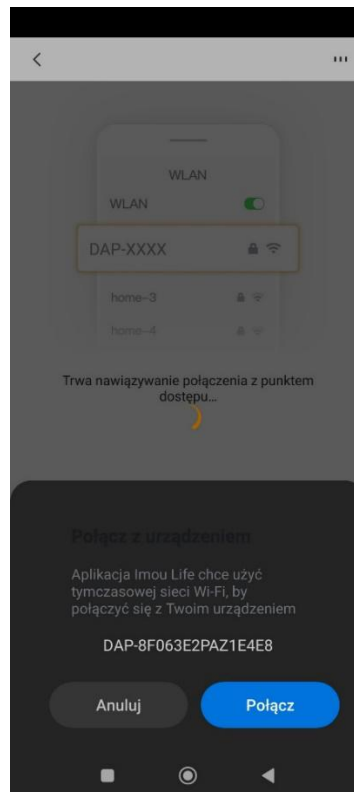 WLAN
WLAN
DAP-XXXX
home-3
home-4
Trwa nawiązywanie połączenia z punktem
dostępu...
Połącz z urządzeniem
Aplikacja Imou Life chce użyć
tymczasowej sieci Wi-Fi, by
połączyć się z Twoim urządzeniem
DAP-8F063E2PAZ1E4E8
Anuluj Połącz